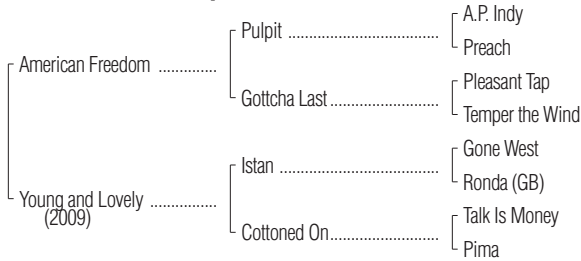 A.P. Indy
Pulpit ..............................
Preach
American Freedom ..............
Pleasant Tap
Gottcha Last......................
Temper the Wind
Gone West
Istan ................................
Ronda (GB)
Young and Lovely ................
(2009)
Talk Is Money
Cottoned On......................
Pima